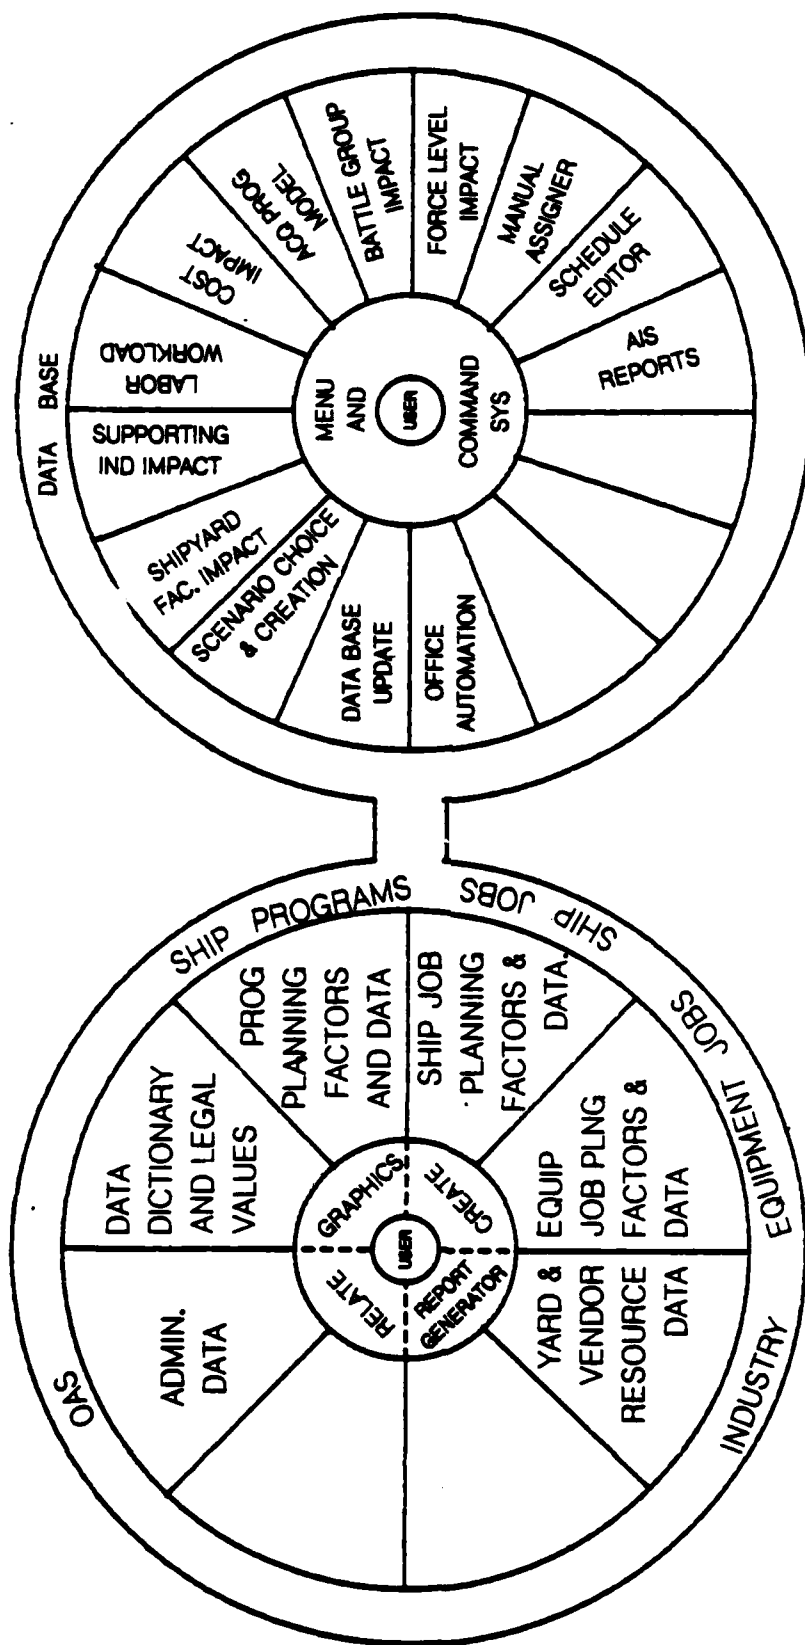 OAS
SHIP PROGRAMS
SHIP JOBS
EQUIPMENT JOBS
INDUSTRY
ADMIN.
DATA
DATA
DICTIONARY
AND LEGAL
VALUES
PROG
PLANNING
FACTORS
AND DATA
SHIP JOB
PLANNING
FACTORS &
DATA.
EQUIP
JOB PLNG
FACTORS &
DATA
YARD &
VENDOR
RESOURCE
DATA
RELATE
GRAPHICS
CREATE
REPORT
GENERATOR
USER
DATA BASE
SUPPORTING
IND IMPACT
LABOR
WORKLOAD
COST
IMPACT
ACQ PROG
MODEL
BATTLE GROUP
IMPACT
FORCE LEVEL
IMPACT
MANUAL
ASSIGNER
SCHEDULE
EDITOR
AIS
REPORTS
OFFICE
AUTOMATION
DATA BASE
UPDATE
SCENARIO CHOICE
& CREATION
SHIPYARD
FAC. IMPACT
MENU AND
USER
COMMAND
SYS